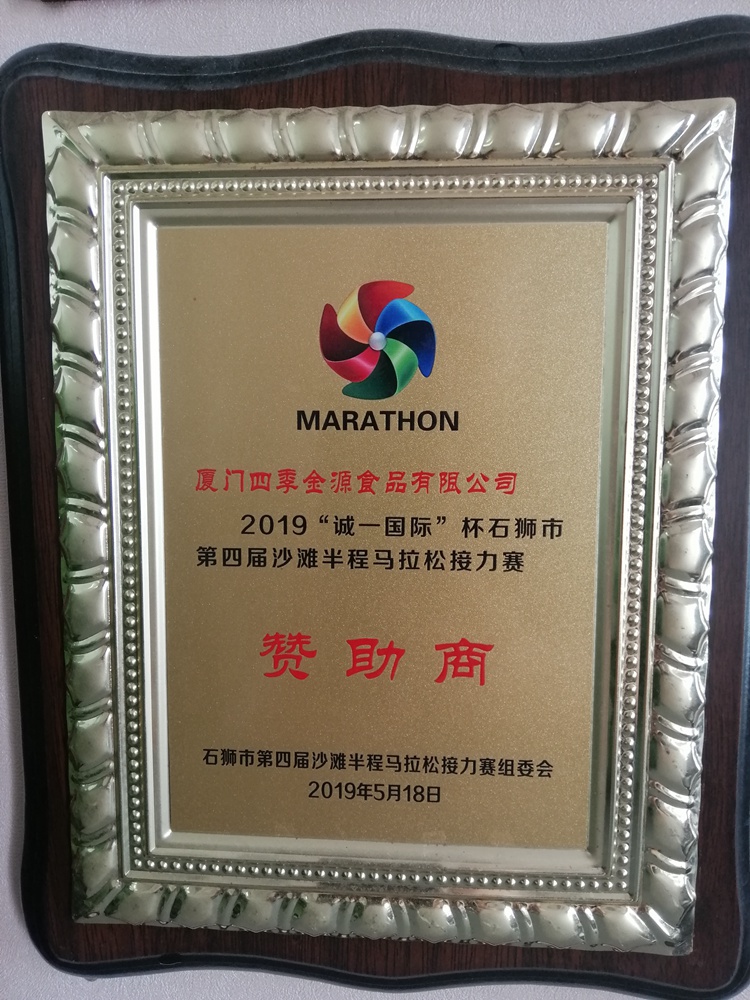 MARATHON
厦门四季金源食品有限公司
2019“诚一国际”杯石狮市
第四届沙滩半程马拉松接力赛
赞助商
石狮市第四届沙滩半程马拉松接力赛组委会
2019年5月18日